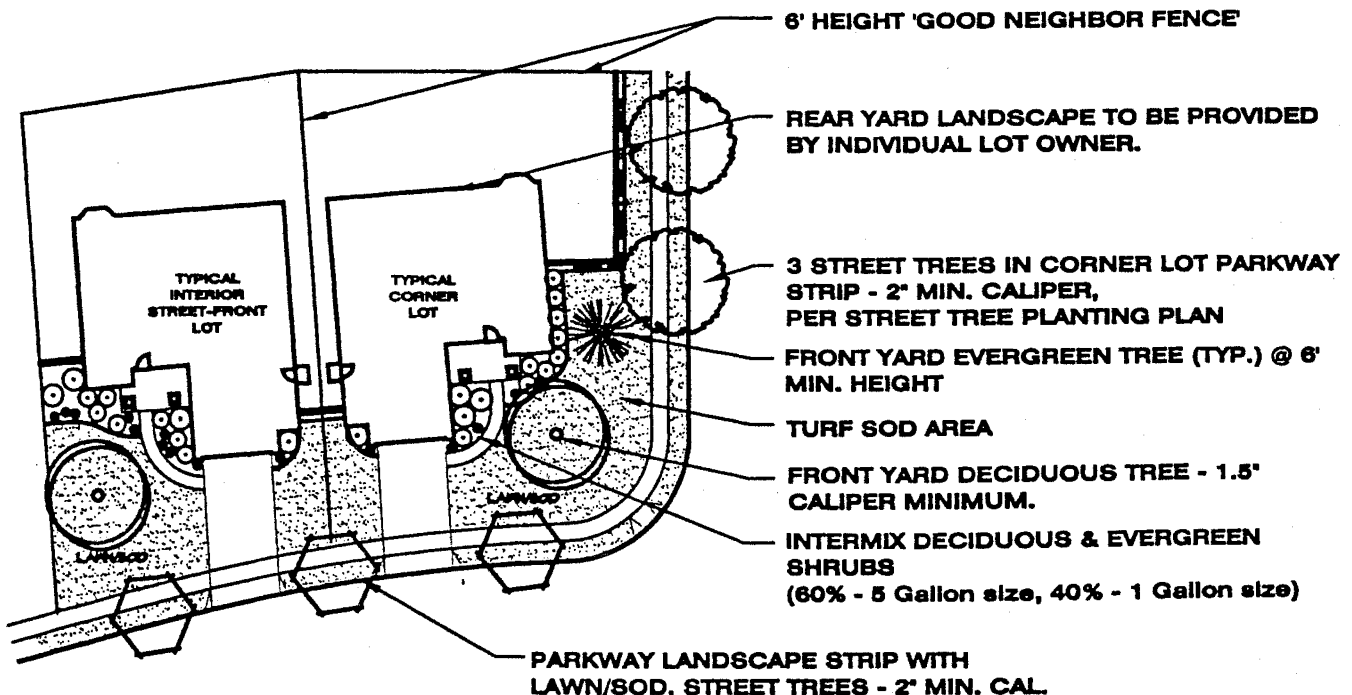 6' HEIGHT 'GOOD NEIGHBOR FENCE'
REAR YARD LANDSCAPE TO BE PROVIDED
BY INDIVIDUAL LOT OWNER.
3 STREET TREES IN CORNER LOT PARKWAY
STRIP - 2" MIN. CALIPER,
PER STREET TREE PLANTING PLAN
FRONT YARD EVERGREEN TREE (TYP.) @ 6'
MIN. HEIGHT
TURF SOD AREA
FRONT YARD DECIDUOUS TREE - 1.5"
CALIPER MINIMUM.
INTERMIX DECIDUOUS & EVERGREEN
SHRUBS
(60% - 5 Gallon size, 40% - 1 Gallon size)
PARKWAY LANDSCAPE STRIP WITH
LAWN/SOD. STREET TREES - 2" MIN. CAL.
TYPICAL
INTERIOR
STREET-FRONT
LOT
TYPICAL
CORNER
LOT
LAWN/SOD
LAWN/SOD